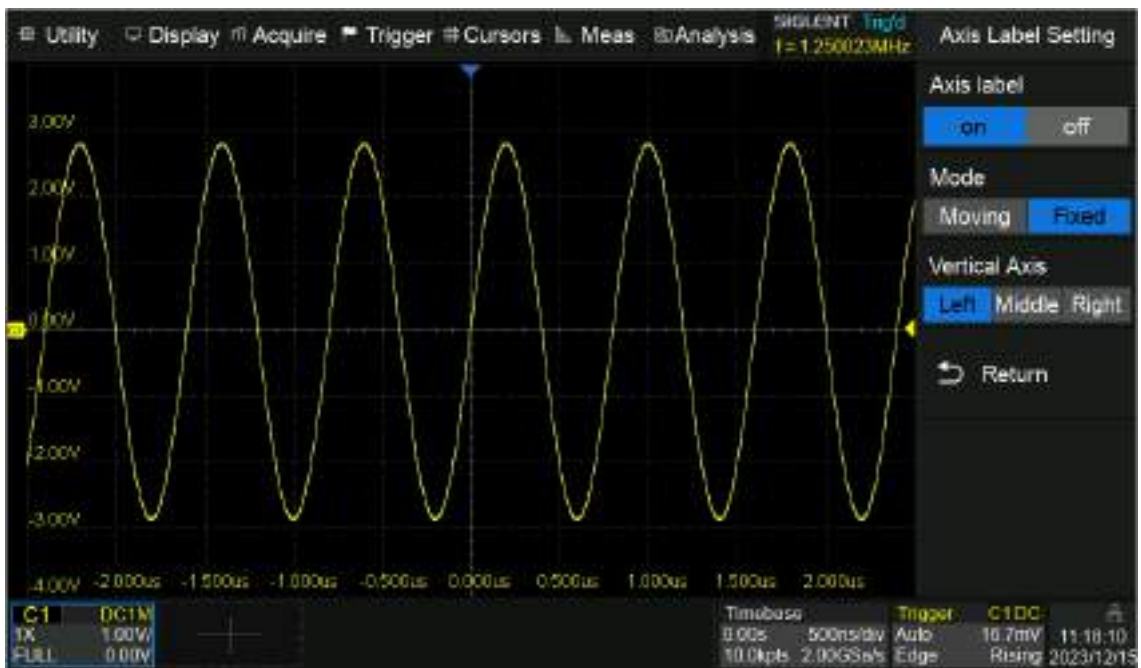 Utility Display Acquire Trigger Cursors Meas Analysis
SIGLENT Trig'd
f = 1.250023MHz
Axis Label Setting
Axis label
on off
Mode
Moving Fixed
Vertical Axis
Left Middle Right
Return
3.00V
2.00V
1.00V
0.00V
-1.00V
-2.00V
-3.00V
-4.00V
-2.000us -1.500us -1.000us -0.500us 0.000us 0.500us 1.000us 1.500us 2.000us
C1 DC1M
1X 1.00V/
FULL 0.00V
Timebase
0.00s 500ns/div
10.0kpts 2.00GSa/s
Trigger C1 DC
Auto 16.7mV
Edge Rising
11:18:10
2023/12/15